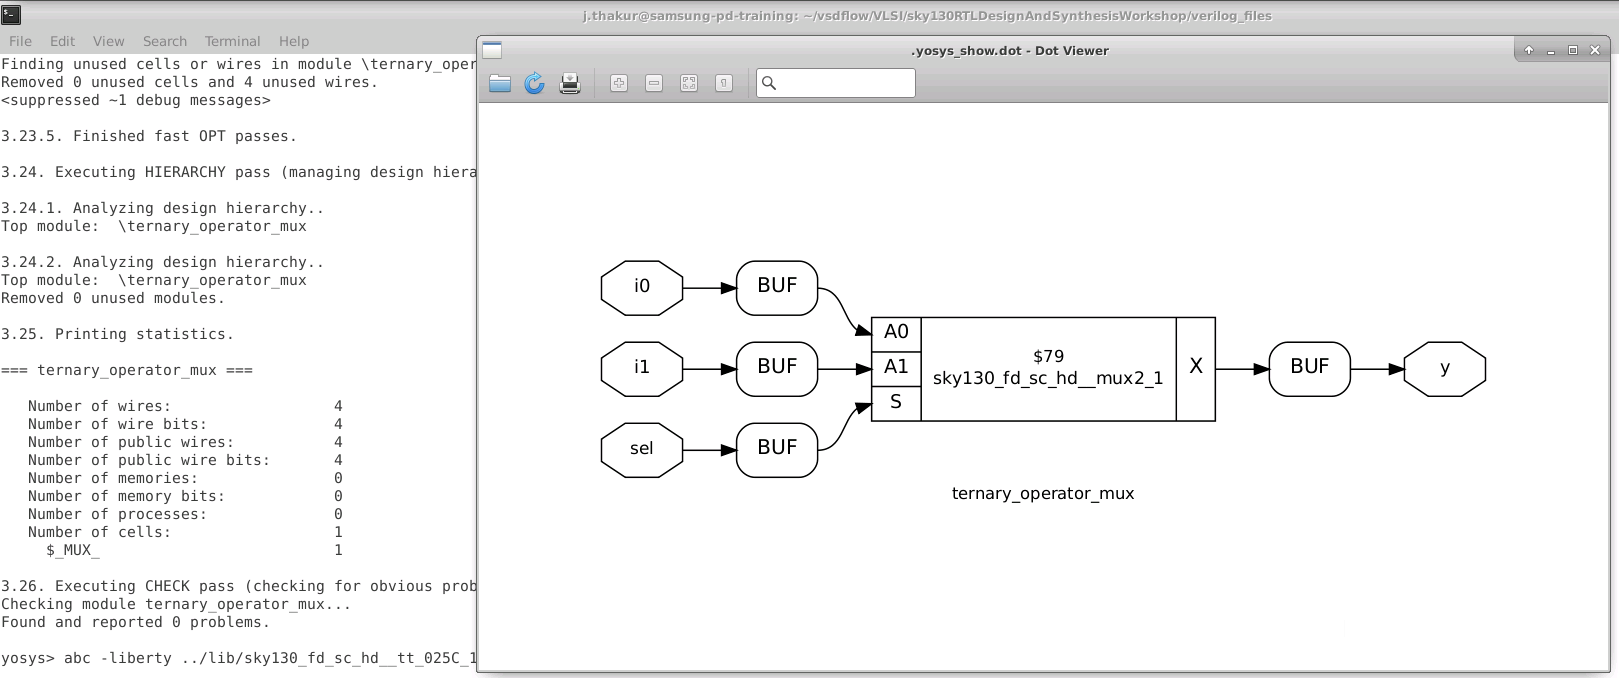 j.thakur@samsung-pd-training: ~/vsdflow/VLSI/sky130RTLDesignAndSynthesisWorkshop/verilog_files
File Edit View Search Terminal Help
Finding unused cells or wires in module \ternary_oper
Removed 0 unused cells and 4 unused wires.
<suppressed ~1 debug messages>
3.23.5. Finished fast OPT passes.
3.24. Executing HIERARCHY pass (managing design hiera
3.24.1. Analyzing design hierarchy..
Top module:  \ternary_operator_mux
3.24.2. Analyzing design hierarchy..
Top module:  \ternary_operator_mux
Removed 0 unused modules.
3.25. Printing statistics.
=== ternary_operator_mux ===
Number of wires: 4
Number of wire bits: 4
Number of public wires: 4
Number of public wire bits: 4
Number of memories: 0
Number of memory bits: 0
Number of processes: 0
Number of cells: 1
$_MUX_ 1
3.26. Executing CHECK pass (checking for obvious prob
Checking module ternary_operator_mux...
Found and reported 0 problems.
yosys> abc -liberty ../lib/sky130_fd_sc_hd__tt_025C_1
.yosys_show.dot - Dot Viewer
i0 BUF
i1 BUF
sel BUF
A0
A1
S
$79
sky130_fd_sc_hd__mux2_1
X
BUF
y
ternary_operator_mux